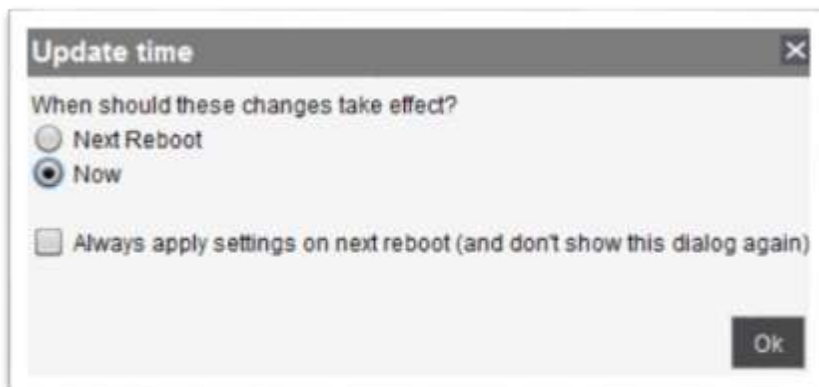 Update time
When should these changes take effect?
Next Reboot
Now
Always apply settings on next reboot (and don't show this dialog again)
Ok